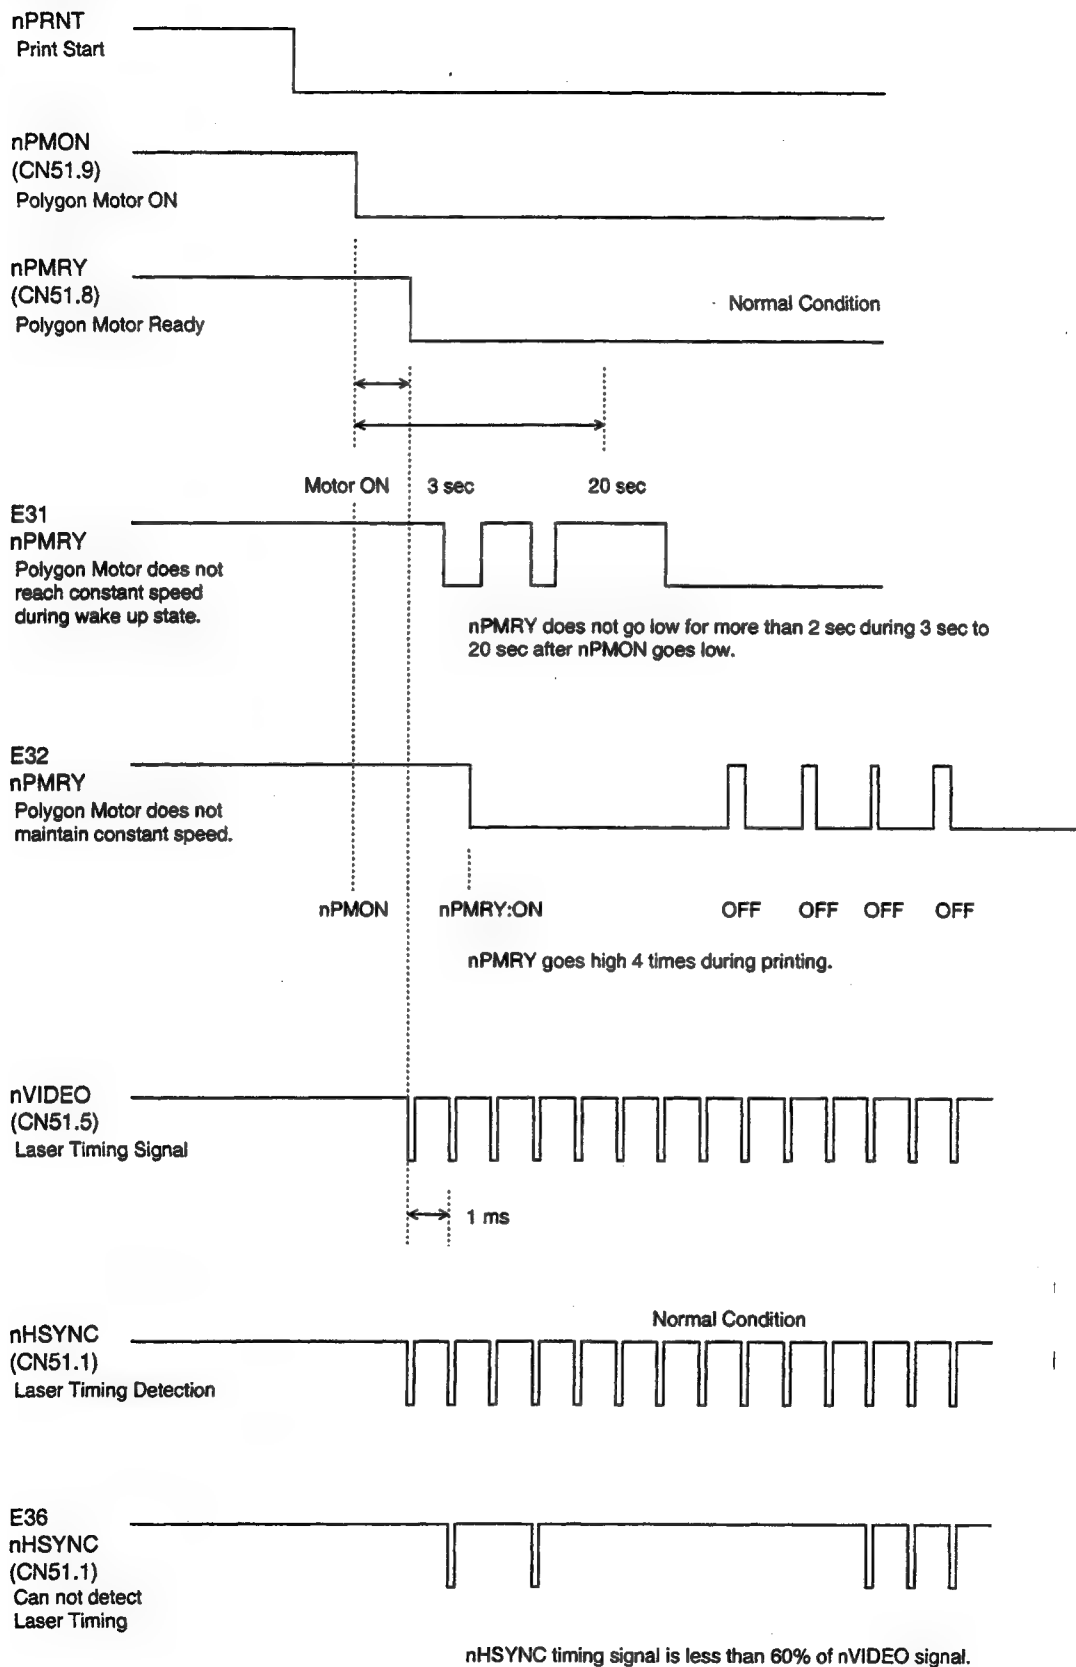 nPRNT
Print Start
nPMON
(CN51.9)
Polygon Motor ON
nPMRY
(CN51.8)
Polygon Motor Ready
Normal Condition
Motor ON 3 sec 20 sec
E31
nPMRY
Polygon Motor does not
reach constant speed
during wake up state.
nPMRY does not go low for more than 2 sec during 3 sec to
20 sec after nPMON goes low.
E32
nPMRY
Polygon Motor does not
maintain constant speed.
nPMON nPMRY:ON OFF OFF OFF OFF
nPMRY goes high 4 times during printing.
nVIDEO
(CN51.5)
Laser Timing Signal
1 ms
Normal Condition
nHSYNC
(CN51.1)
Laser Timing Detection
E36
nHSYNC
(CN51.1)
Can not detect
Laser Timing
nHSYNC timing signal is less than 60% of nVIDEO signal.